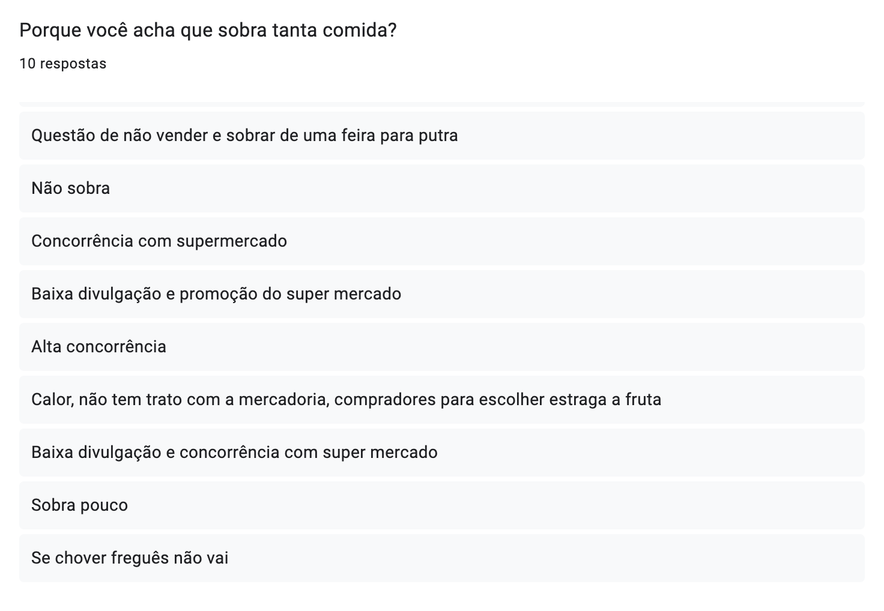 Porque você acha que sobra tanta comida?
10 respostas
Questão de não vender e sobrar de uma feira para putra
Não sobra
Concorrência com supermercado
Baixa divulgação e promoção do super mercado
Alta concorrência
Calor, não tem trato com a mercadoria, compradores para escolher estraga a fruta
Baixa divulgação e concorrência com super mercado
Sobra pouco
Se chover freguês não vai